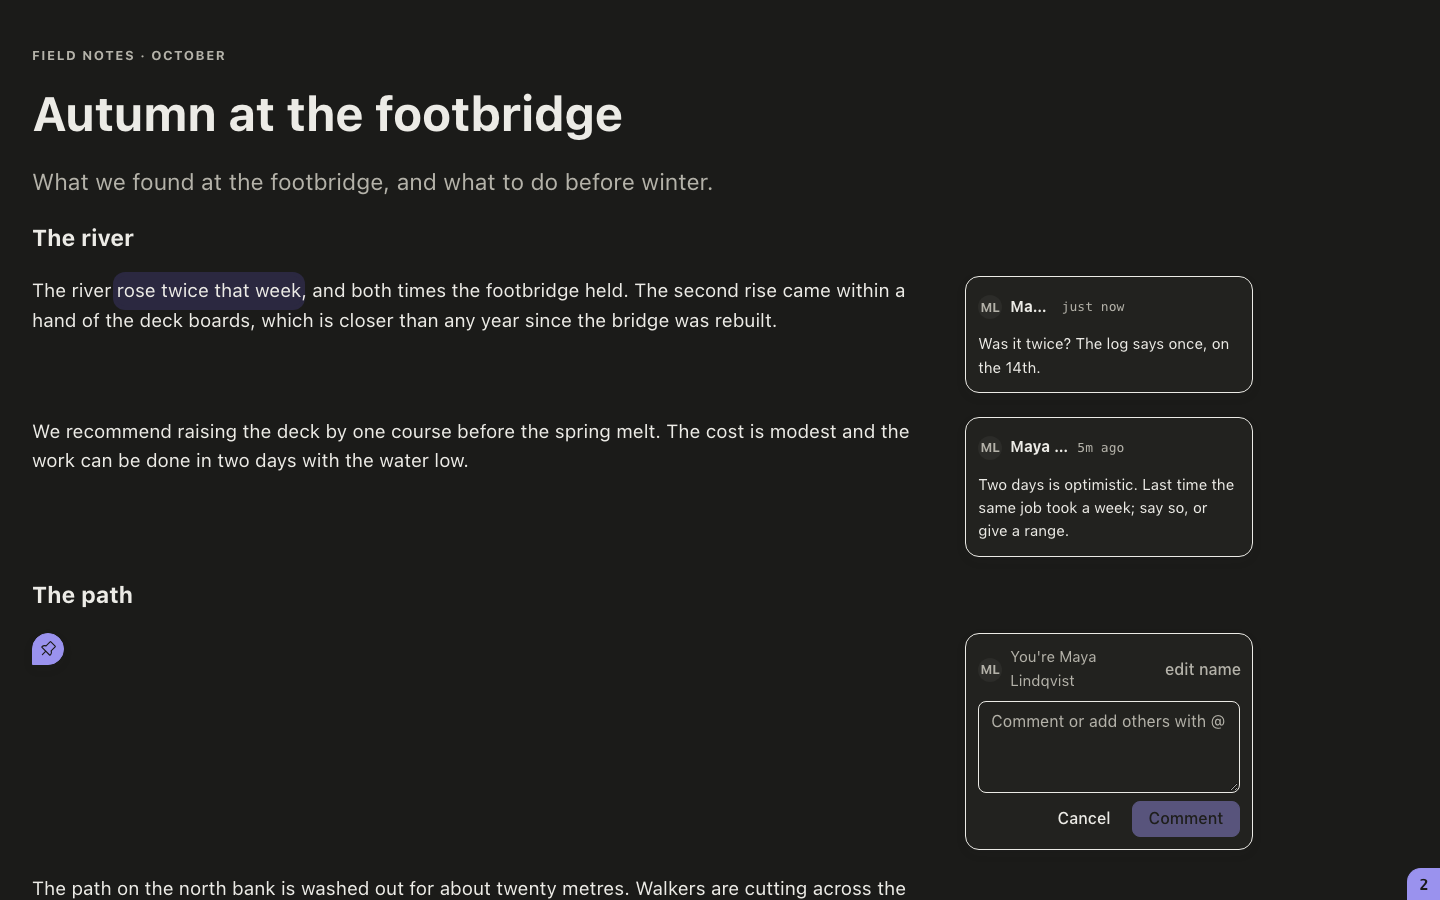 FIELD NOTES · OCTOBER
Autumn at the footbridge
What we found at the footbridge, and what to do before winter.
The river
The river rose twice that week, and both times the footbridge held. The second rise came within a
hand of the deck boards, which is closer than any year since the bridge was rebuilt.
ML Ma... just now
Was it twice? The log says once, on
the 14th.
We recommend raising the deck by one course before the spring melt. The cost is modest and the
work can be done in two days with the water low.
ML Maya ... 5m ago
Two days is optimistic. Last time the
same job took a week; say so, or
give a range.
The path
ML You're Maya
Lindqvist
edit name
Comment or add others with @
Cancel Comment
The path on the north bank is washed out for about twenty metres. Walkers are cutting across the
2